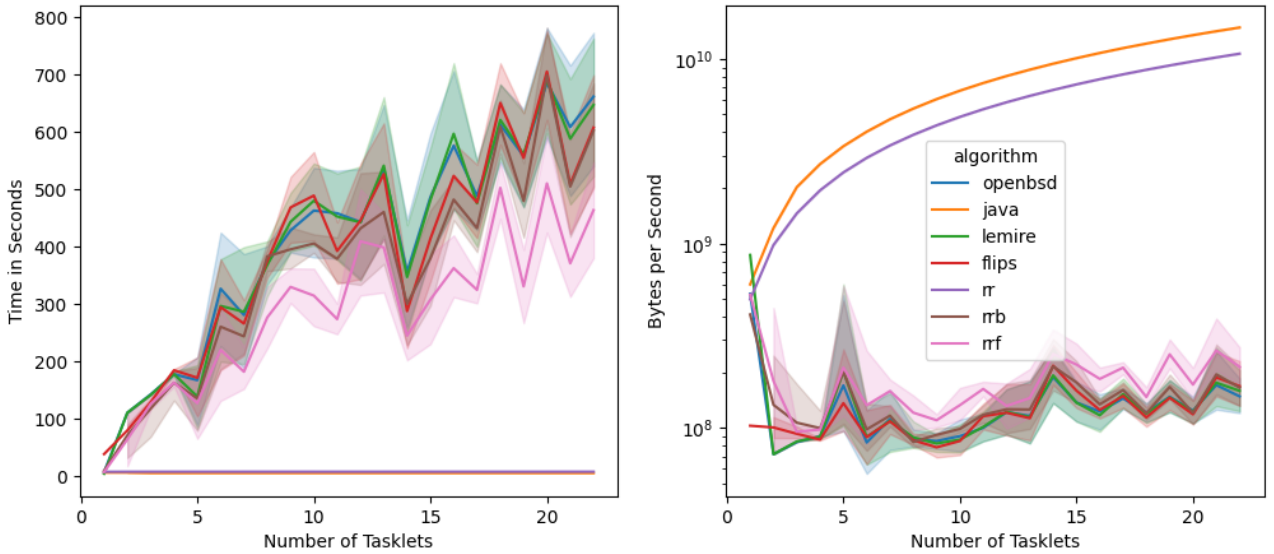 800
700
600
500
400
300
200
100
0
Time in Seconds
0
5
10
15
20
Number of Tasklets
10^10
10^9
10^8
Bytes per Second
algorithm
openbsd
java
lemire
flips
rr
rrb
rrf
0
5
10
15
20
Number of Tasklets